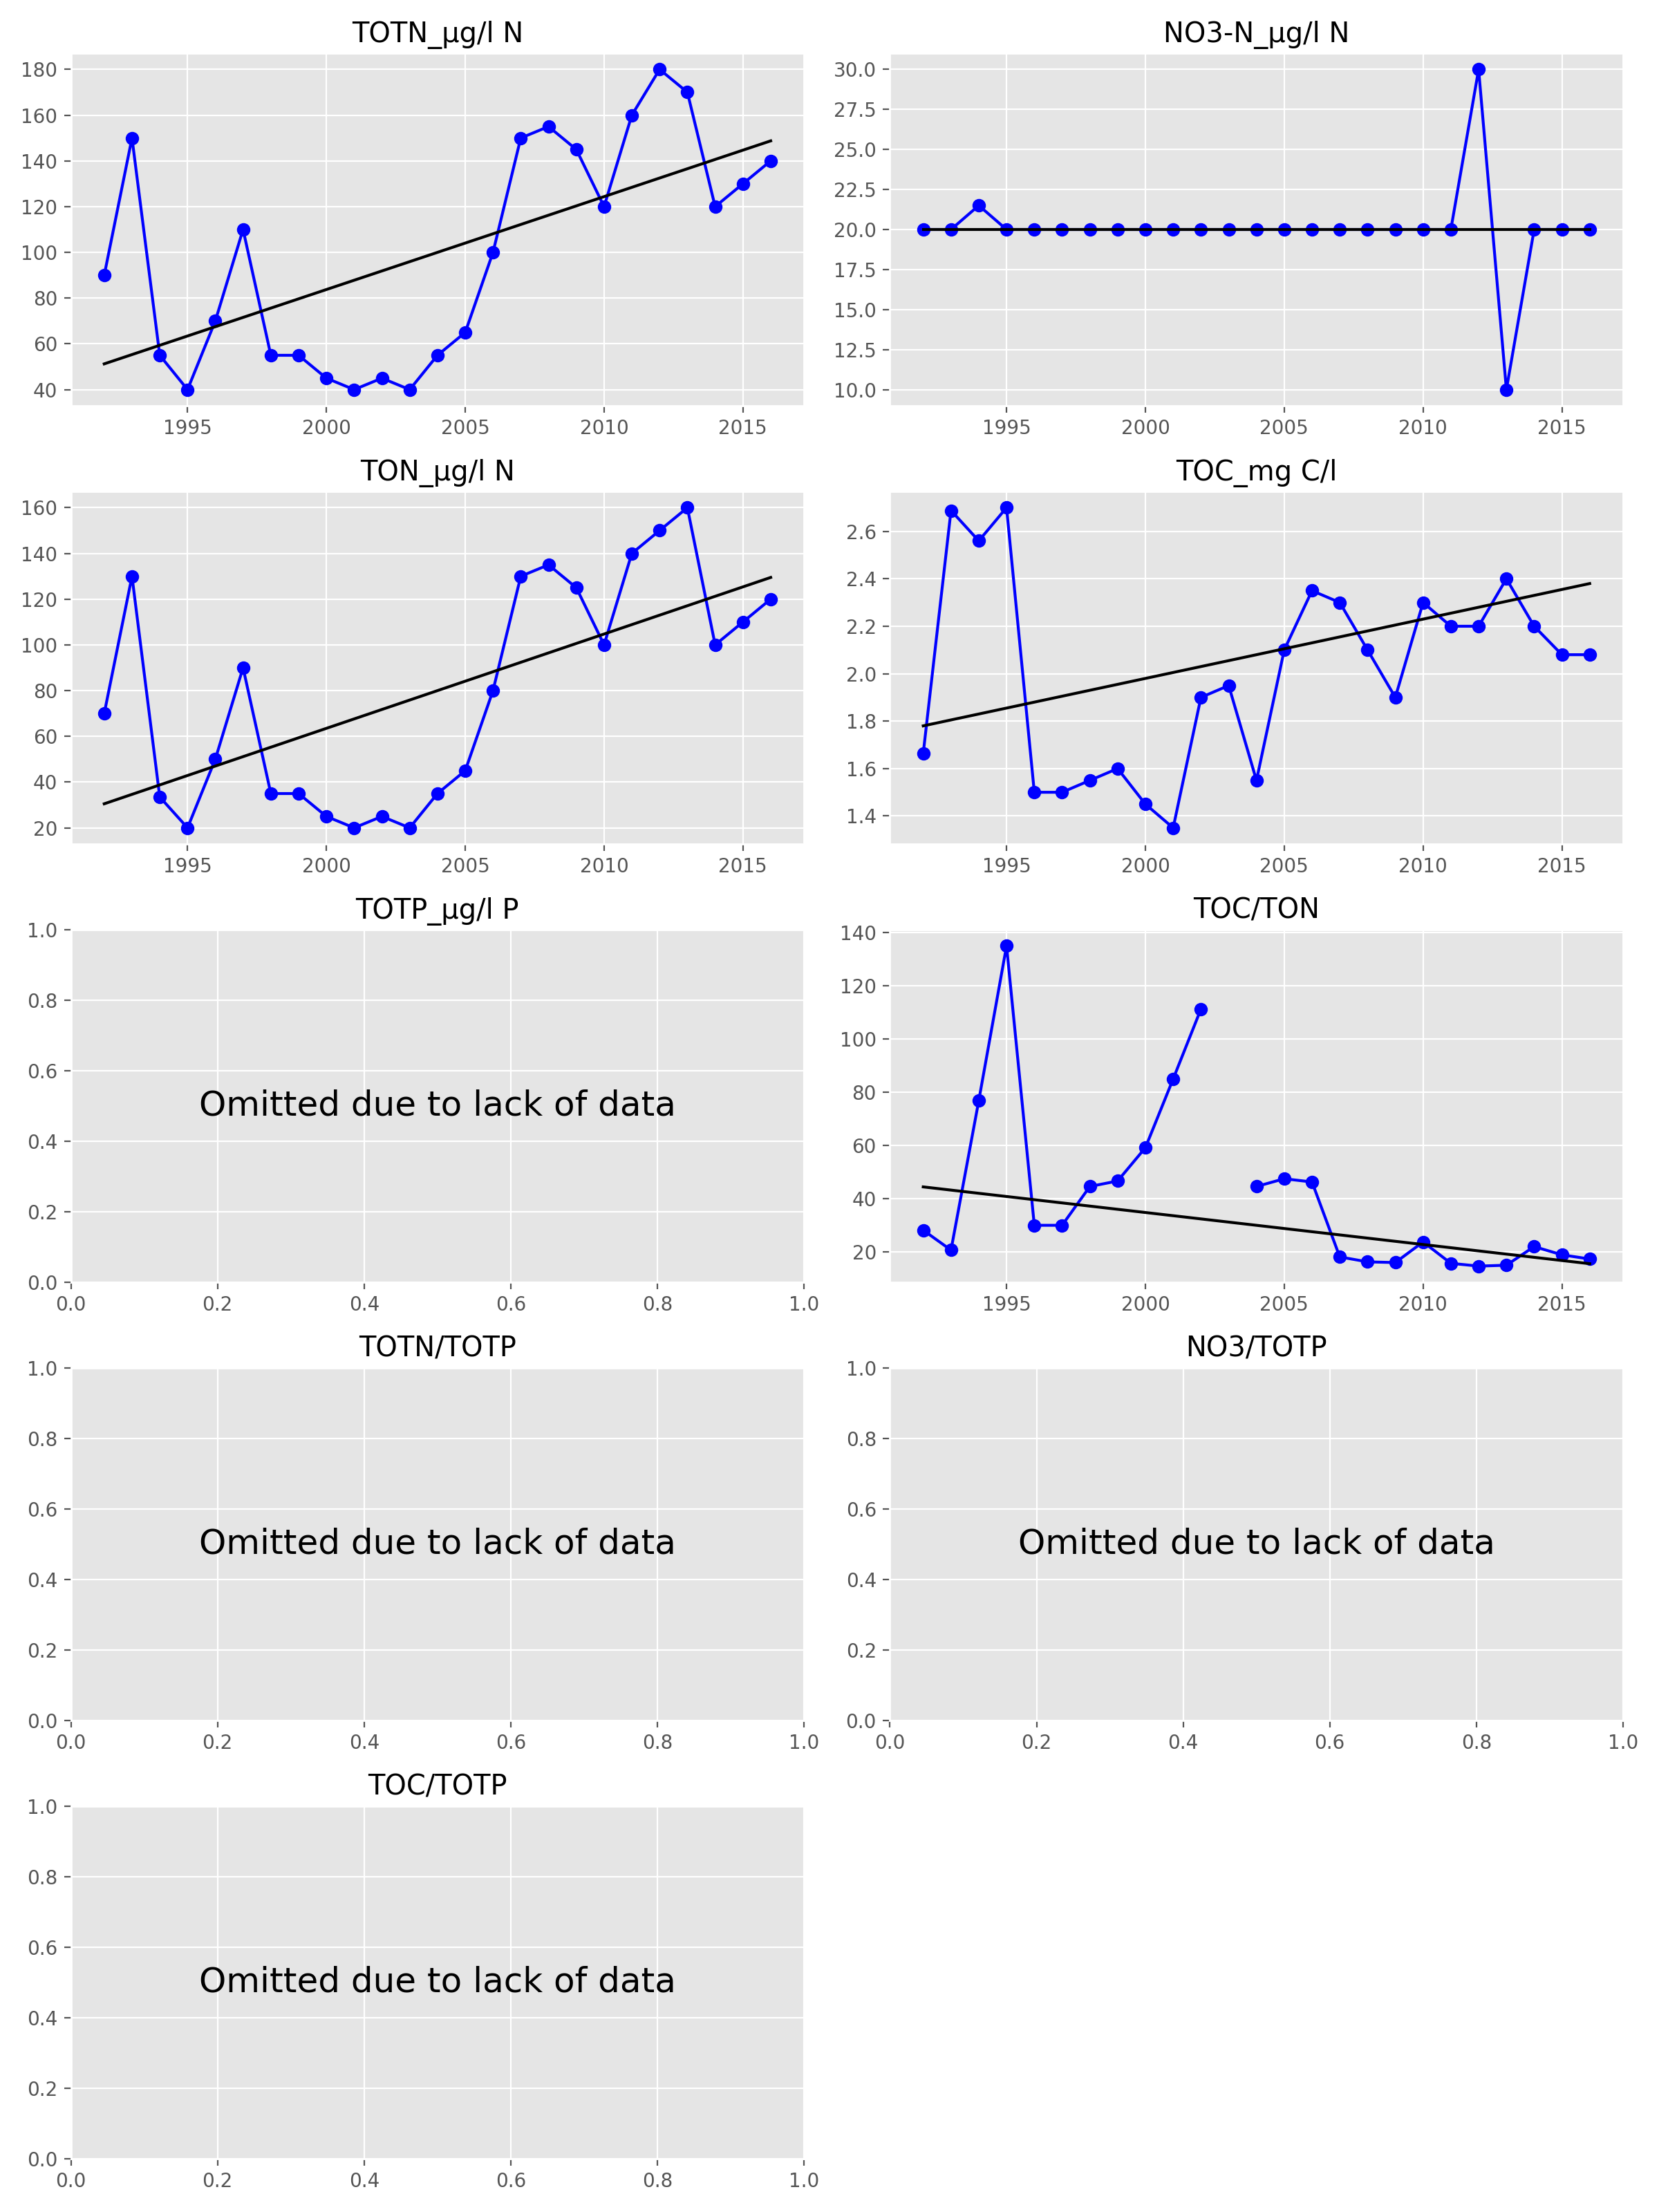 TOTN_µg/l N
180
160
140
120
100
80
60
40
1995 2000 2005 2010 2015
NO3-N_µg/l N
30.0
27.5
25.0
22.5
20.0
17.5
15.0
12.5
10.0
1995 2000 2005 2010 2015
TON_µg/l N
160
140
120
100
80
60
40
20
1995 2000 2005 2010 2015
TOC_mg C/l
2.6
2.4
2.2
2.0
1.8
1.6
1.4
1995 2000 2005 2010 2015
TOTP_µg/l P
1.0
0.8
0.6
Omitted due to lack of data
0.4
0.2
0.0
0.0 0.2 0.4 0.6 0.8 1.0
TOC/TON
140
120
100
80
60
40
20
1995 2000 2005 2010 2015
TOTN/TOTP
1.0
0.8
0.6
Omitted due to lack of data
0.4
0.2
0.0
0.0 0.2 0.4 0.6 0.8 1.0
NO3/TOTP
1.0
0.8
0.6
Omitted due to lack of data
0.4
0.2
0.0
0.0 0.2 0.4 0.6 0.8 1.0
TOC/TOTP
1.0
0.8
0.6
Omitted due to lack of data
0.4
0.2
0.0
0.0 0.2 0.4 0.6 0.8 1.0